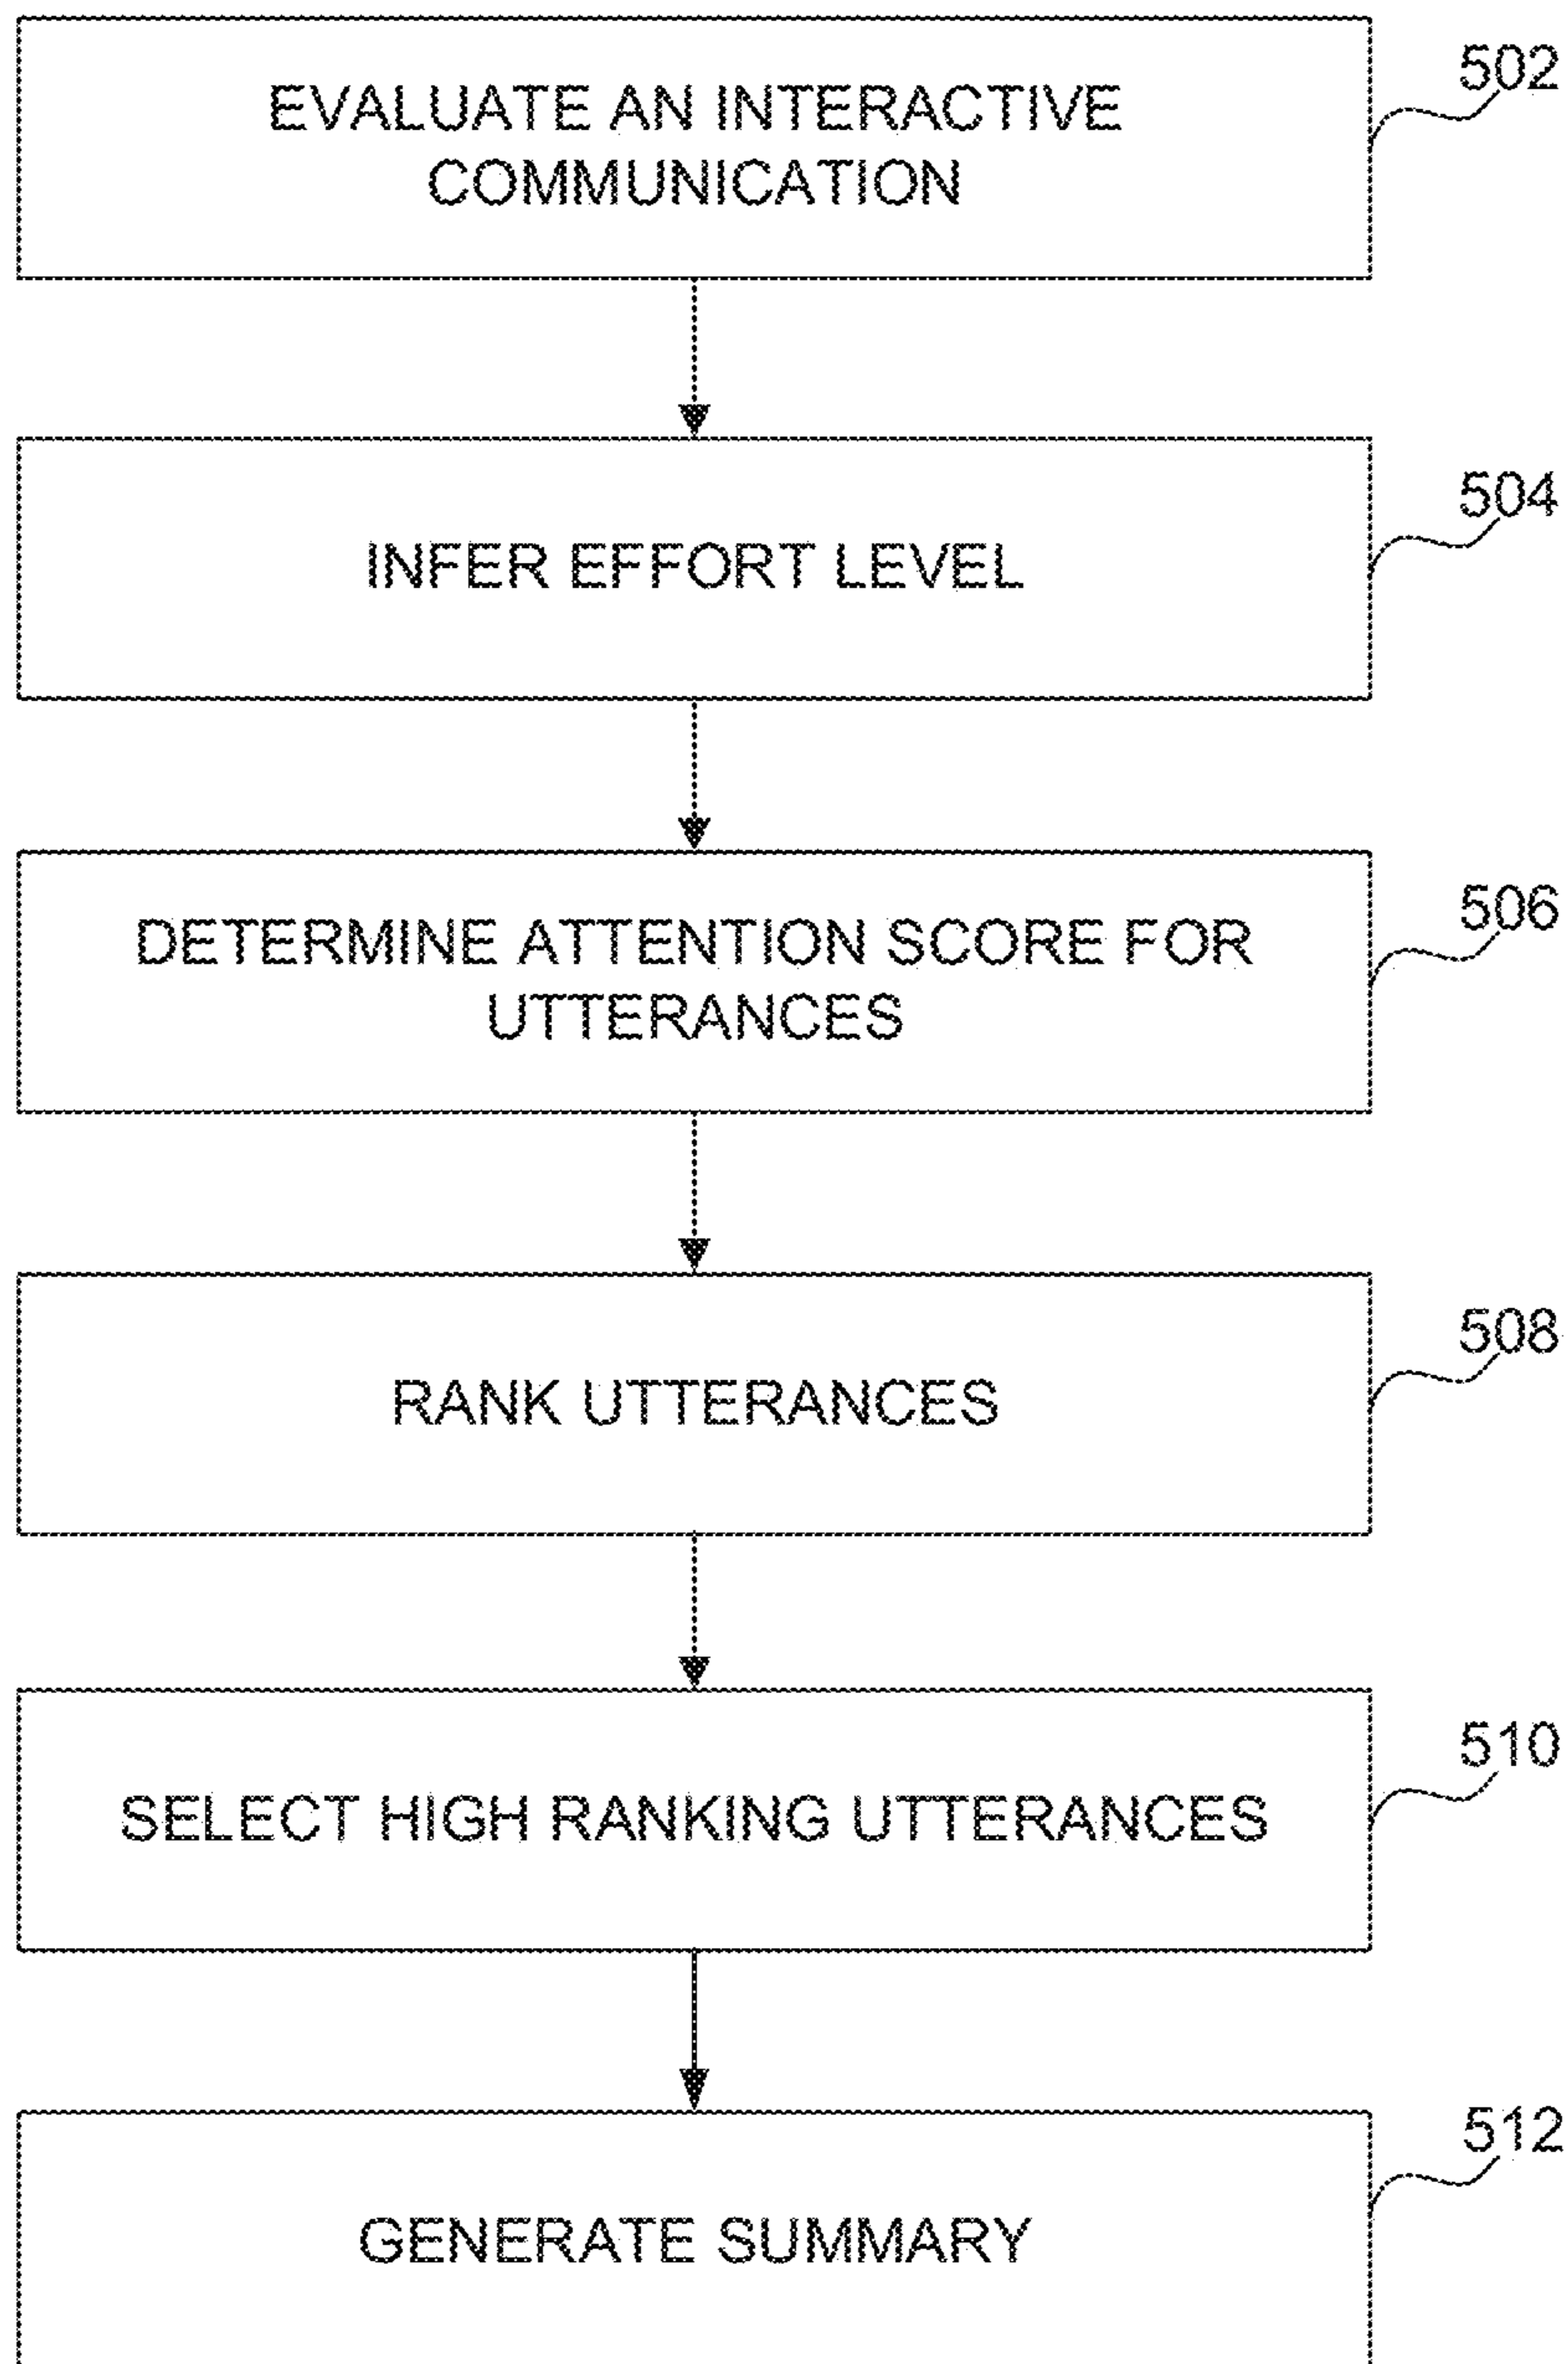 EVALUATE AN INTERACTIVE
COMMUNICATION
502
INFER EFFORT LEVEL
504
DETERMINE ATTENTION SCORE FOR
UTTERANCES
506
RANK UTTERANCES
508
SELECT HIGH RANKING UTTERANCES
510
GENERATE SUMMARY
512